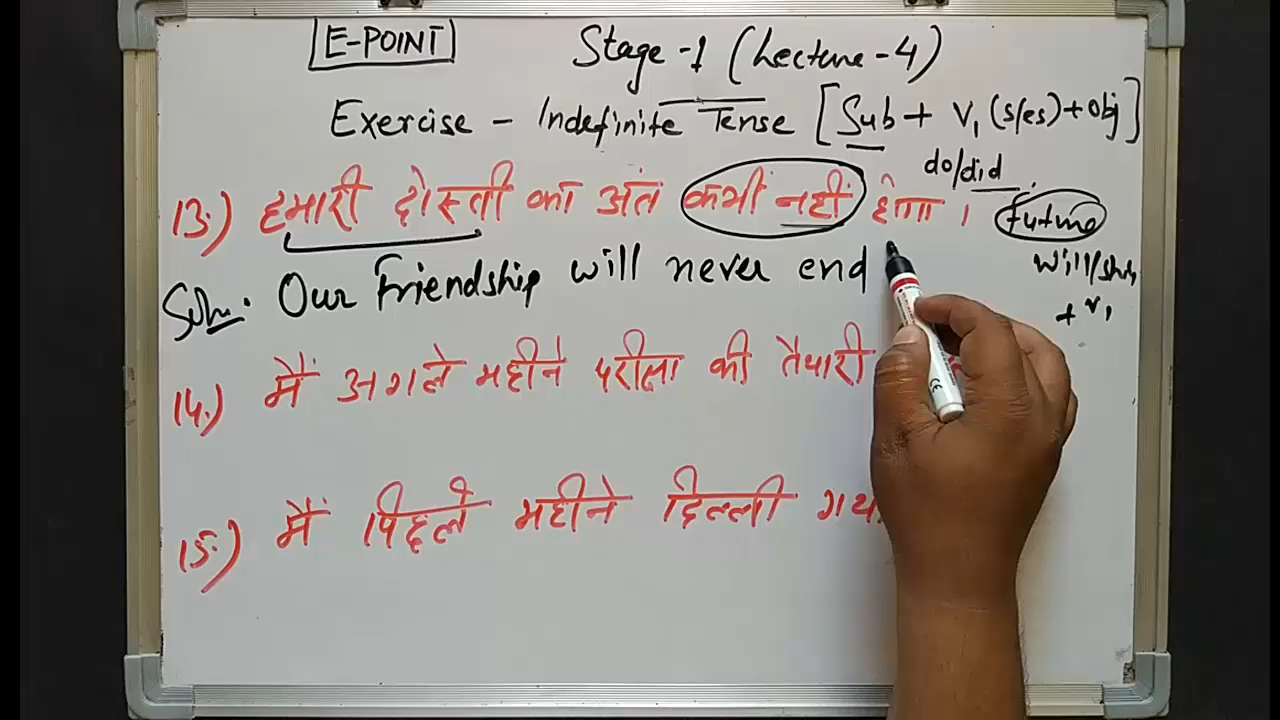 E-POINT Stage-1 (Lecture-4)
Exercise - Indefinite Tense [Sub + V₁ (s/es) + Obj]
do/did
13.) हमारी दोस्ती का अंत कभी नहीं होगा । future
Soln. Our Friendship will never end will/shall
+ V₁
14.) मैं अगले महीने परीक्षा की तैयारी
15.) मैं पिछले महीने दिल्ली